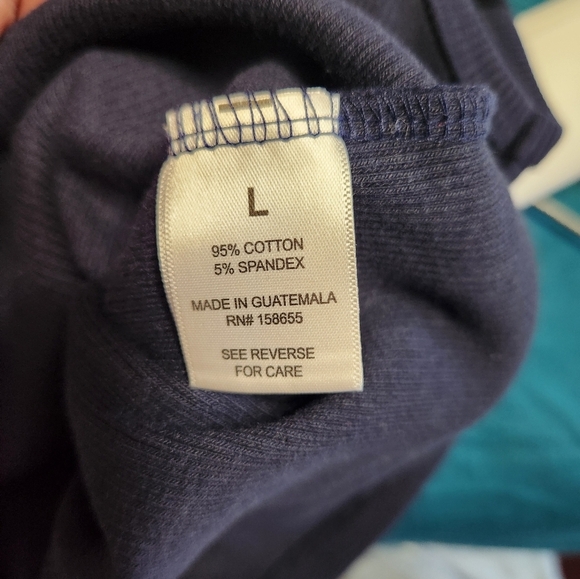 L
95% COTTON
5% SPANDEX
MADE IN GUATEMALA
RN# 158655
SEE REVERSE
FOR CARE